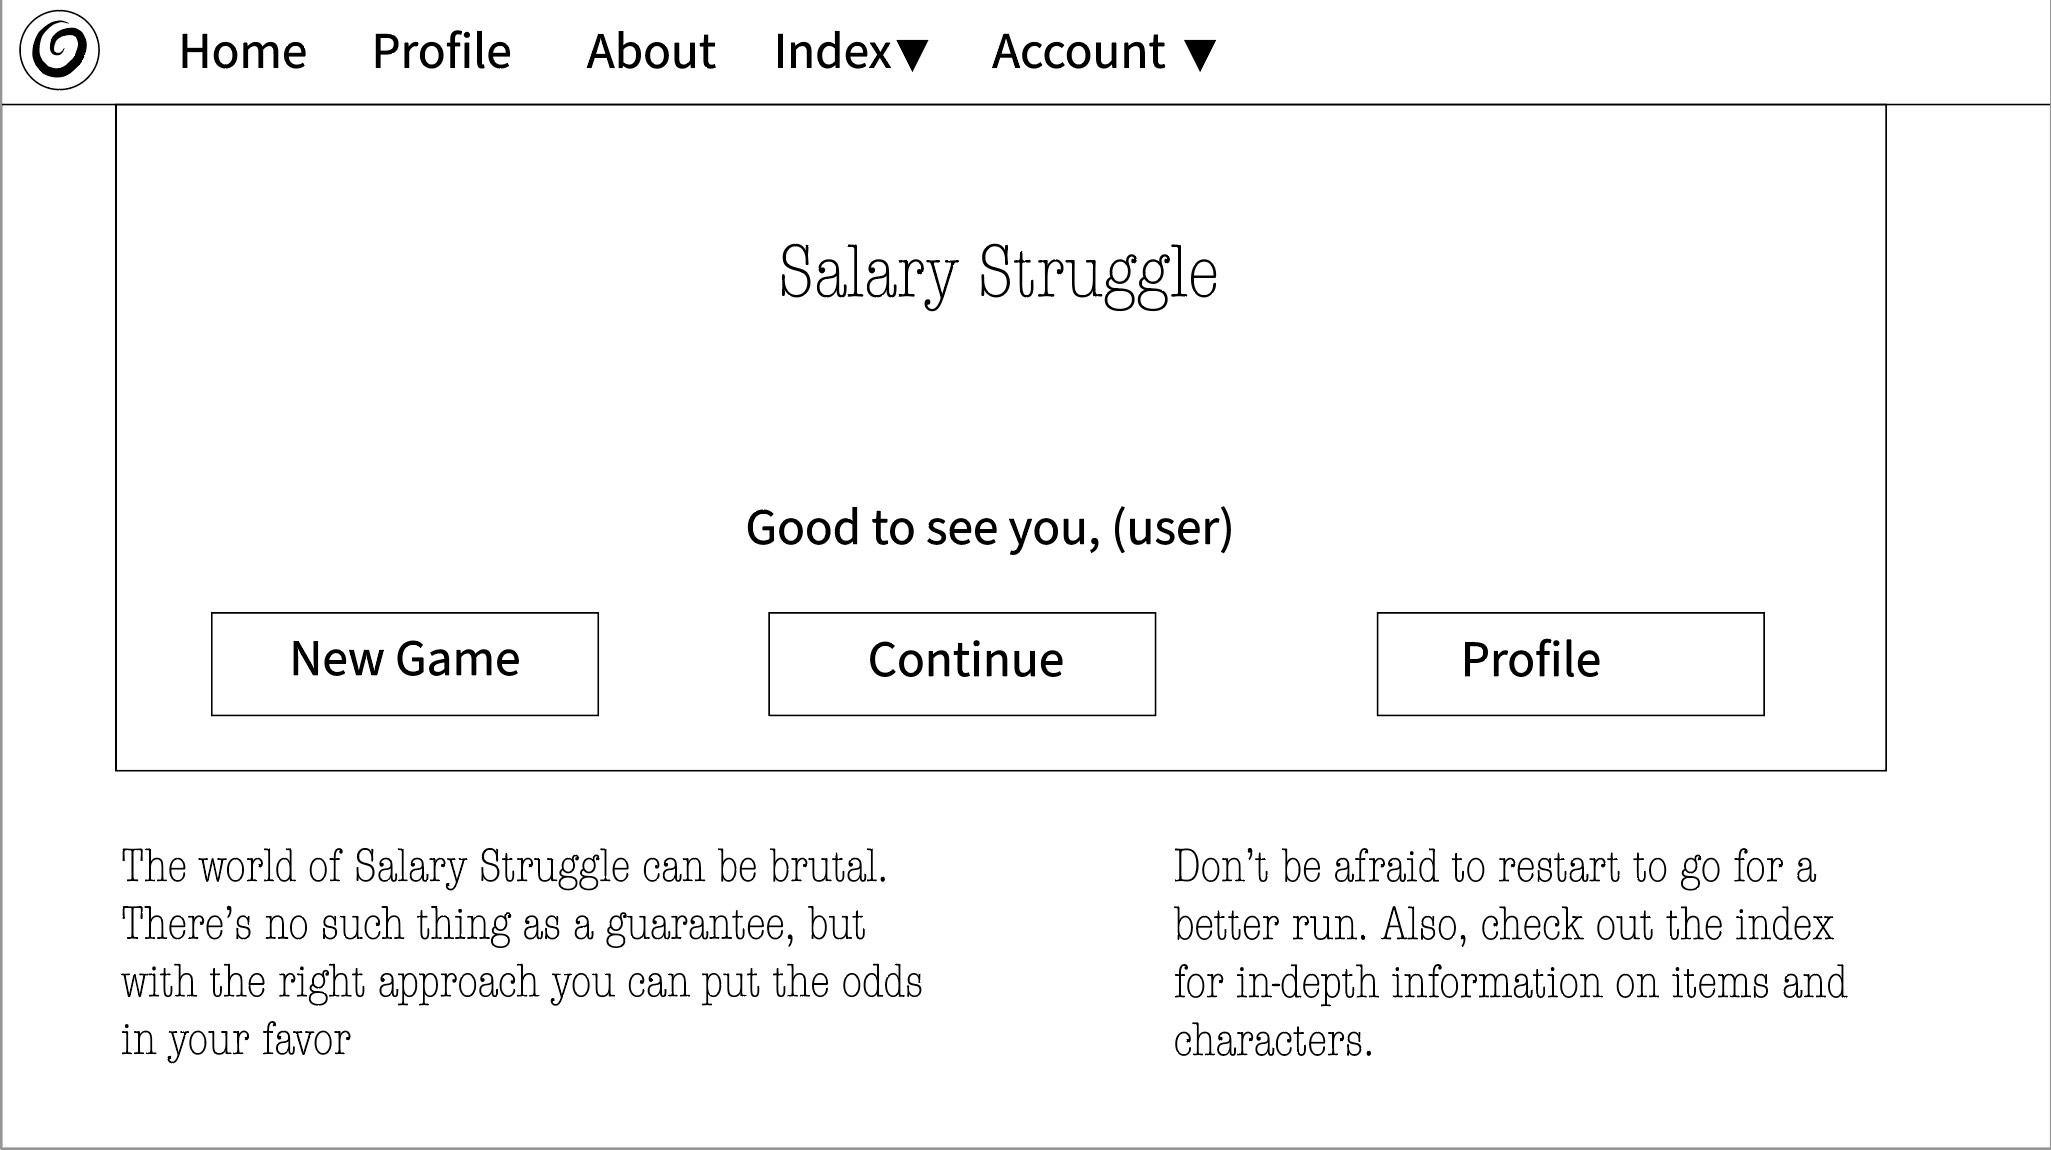 Home Profile About Index▼ Account ▼
Salary Struggle
Good to see you, (user)
New Game Continue Profile
The world of Salary Struggle can be brutal.
There’s no such thing as a guarantee, but
with the right approach you can put the odds
in your favor
Don’t be afraid to restart to go for a
better run. Also, check out the index
for in-depth information on items and
characters.